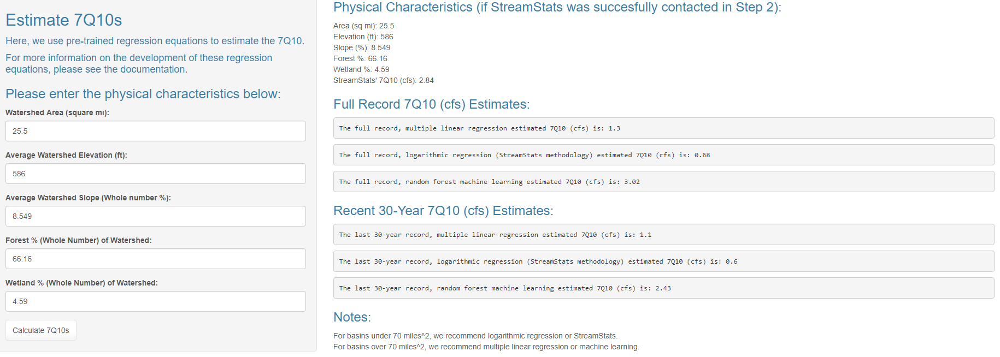 Estimate 7Q10s
Here, we use pre-trained regression equations to estimate the 7Q10.
For more information on the development of these regression
equations, please see the documentation.
Please enter the physical characteristics below:
Watershed Area (square mi):
25.5
Average Watershed Elevation (ft):
586
Average Watershed Slope (Whole number %):
8.549
Forest % (Whole Number) of Watershed:
66.16
Wetland % (Whole Number) of Watershed:
4.59
Calculate 7Q10s
Physical Characteristics (if StreamStats was succesfully contacted in Step 2):
Area (sq mi): 25.5
Elevation (ft): 586
Slope (%): 8.549
Forest %: 66.16
Wetland %: 4.59
StreamStats' 7Q10 (cfs): 2.84
Full Record 7Q10 (cfs) Estimates:
The full record, multiple linear regression estimated 7Q10 (cfs) is: 1.3
The full record, logarithmic regression (StreamStats methodology) estimated 7Q10 (cfs) is: 0.68
The full record, random forest machine learning estimated 7Q10 (cfs) is: 3.02
Recent 30-Year 7Q10 (cfs) Estimates:
The last 30-year record, multiple linear regression estimated 7Q10 (cfs) is: 1.1
The last 30-year record, logarithmic regression (StreamStats methodology) estimated 7Q10 (cfs) is: 0.6
The last 30-year record, random forest machine learning estimated 7Q10 (cfs) is: 2.43
Notes:
For basins under 70 miles^2, we recommend logarithmic regression or StreamStats.
For basins over 70 miles^2, we recommend multiple linear regression or machine learning.